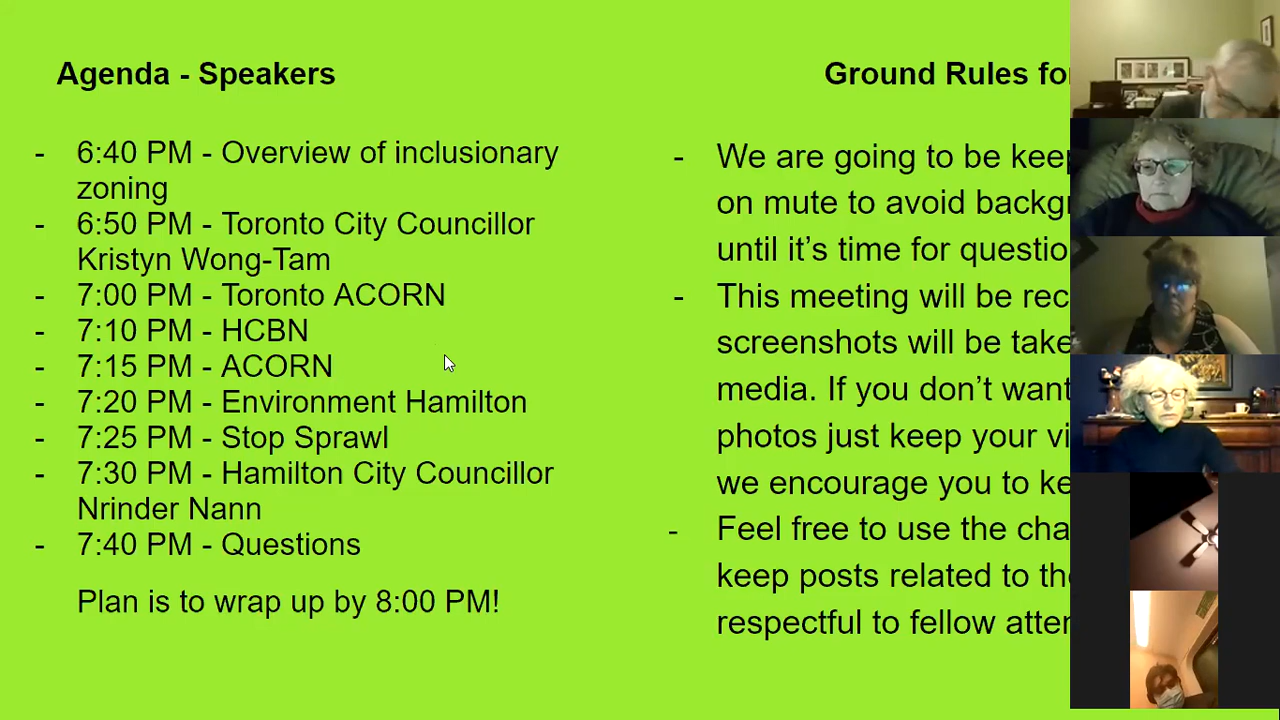 Agenda - Speakers
- 6:40 PM - Overview of inclusionary
zoning
- 6:50 PM - Toronto City Councillor
Kristyn Wong-Tam
- 7:00 PM - Toronto ACORN
- 7:10 PM - HCBN
- 7:15 PM - ACORN
- 7:20 PM - Environment Hamilton
- 7:25 PM - Stop Sprawl
- 7:30 PM - Hamilton City Councillor
Nrinder Nann
- 7:40 PM - Questions
Plan is to wrap up by 8:00 PM!
Ground Rules for
- We are going to be keep
on mute to avoid backgr
until it’s time for questio
- This meeting will be rec
screenshots will be take
media. If you don’t want
photos just keep your vi
we encourage you to ke
- Feel free to use the cha
keep posts related to the
respectful to fellow atten